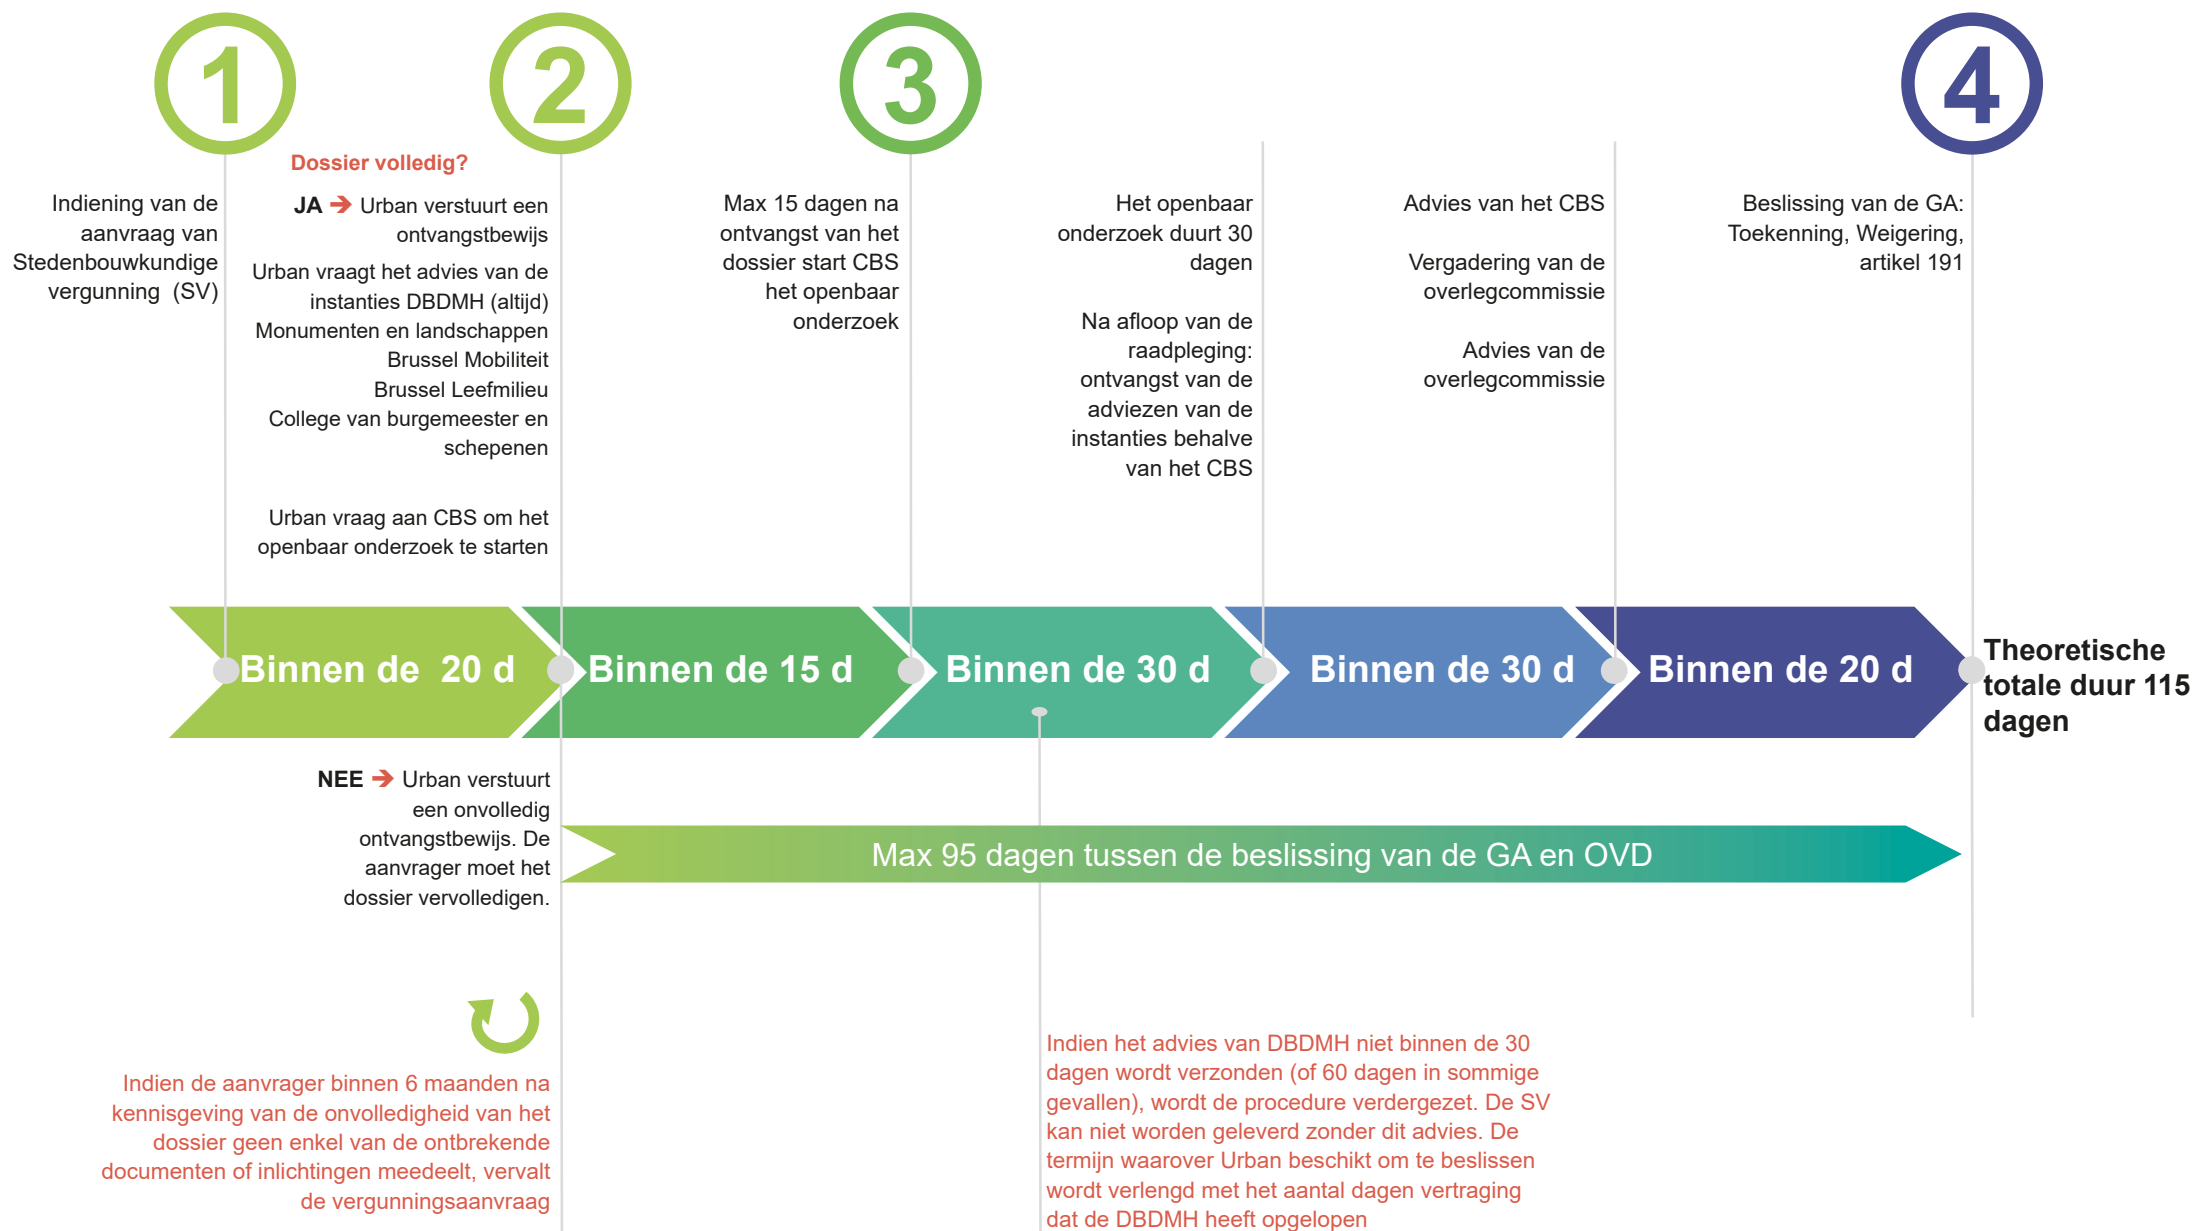 1
2
3
4
Indiening van de
aanvraag van
Stedenbouwkundige
vergunning (SV)
Dossier volledig?
JA ➔ Urban verstuurt een
ontvangstbewijs
Urban vraagt het advies van de
instanties DBDMH (altijd)
Monumenten en landschappen
Brussel Mobiliteit
Brussel Leefmilieu
College van burgemeester en
schepenen
Urban vraag aan CBS om het
openbaar onderzoek te starten
Max 15 dagen na
ontvangst van het
dossier start CBS
het openbaar
onderzoek
Het openbaar
onderzoek duurt 30
dagen
Na afloop van de
raadpleging:
ontvangst van de
adviezen van de
instanties behalve
van het CBS
Advies van het CBS
Vergadering van de
overlegcommissie
Advies van de
overlegcommissie
Beslissing van de GA:
Toekenning, Weigering,
artikel 191
Binnen de 20 d
Binnen de 15 d
Binnen de 30 d
Binnen de 30 d
Binnen de 20 d
Theoretische
totale duur 115
dagen
NEE ➔ Urban verstuurt
een onvolledig
ontvangstbewijs. De
aanvrager moet het
dossier vervolledigen.
Max 95 dagen tussen de beslissing van de GA en OVD
Indien de aanvrager binnen 6 maanden na
kennisgeving van de onvolledigheid van het
dossier geen enkel van de ontbrekende
documenten of inlichtingen meedeelt, vervalt
de vergunningsaanvraag
Indien het advies van DBDMH niet binnen de 30
dagen wordt verzonden (of 60 dagen in sommige
gevallen), wordt de procedure verdergezet. De SV
kan niet worden geleverd zonder dit advies. De
termijn waarover Urban beschikt om te beslissen
wordt verlengd met het aantal dagen vertraging
dat de DBDMH heeft opgelopen